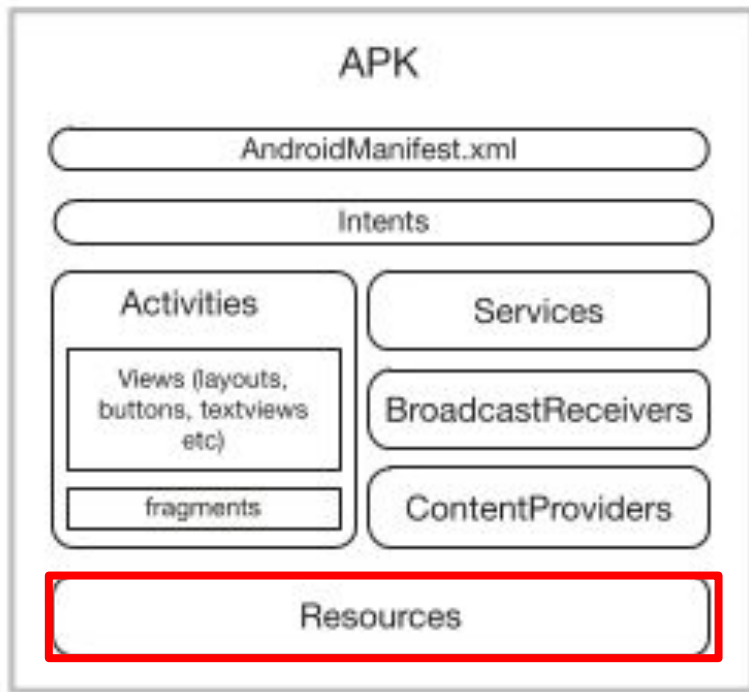 APK
AndroidManifest.xml
Intents
Activities
Views (layouts,
buttons, textviews
etc)
fragments
Services
BroadcastReceivers
ContentProviders
Resources